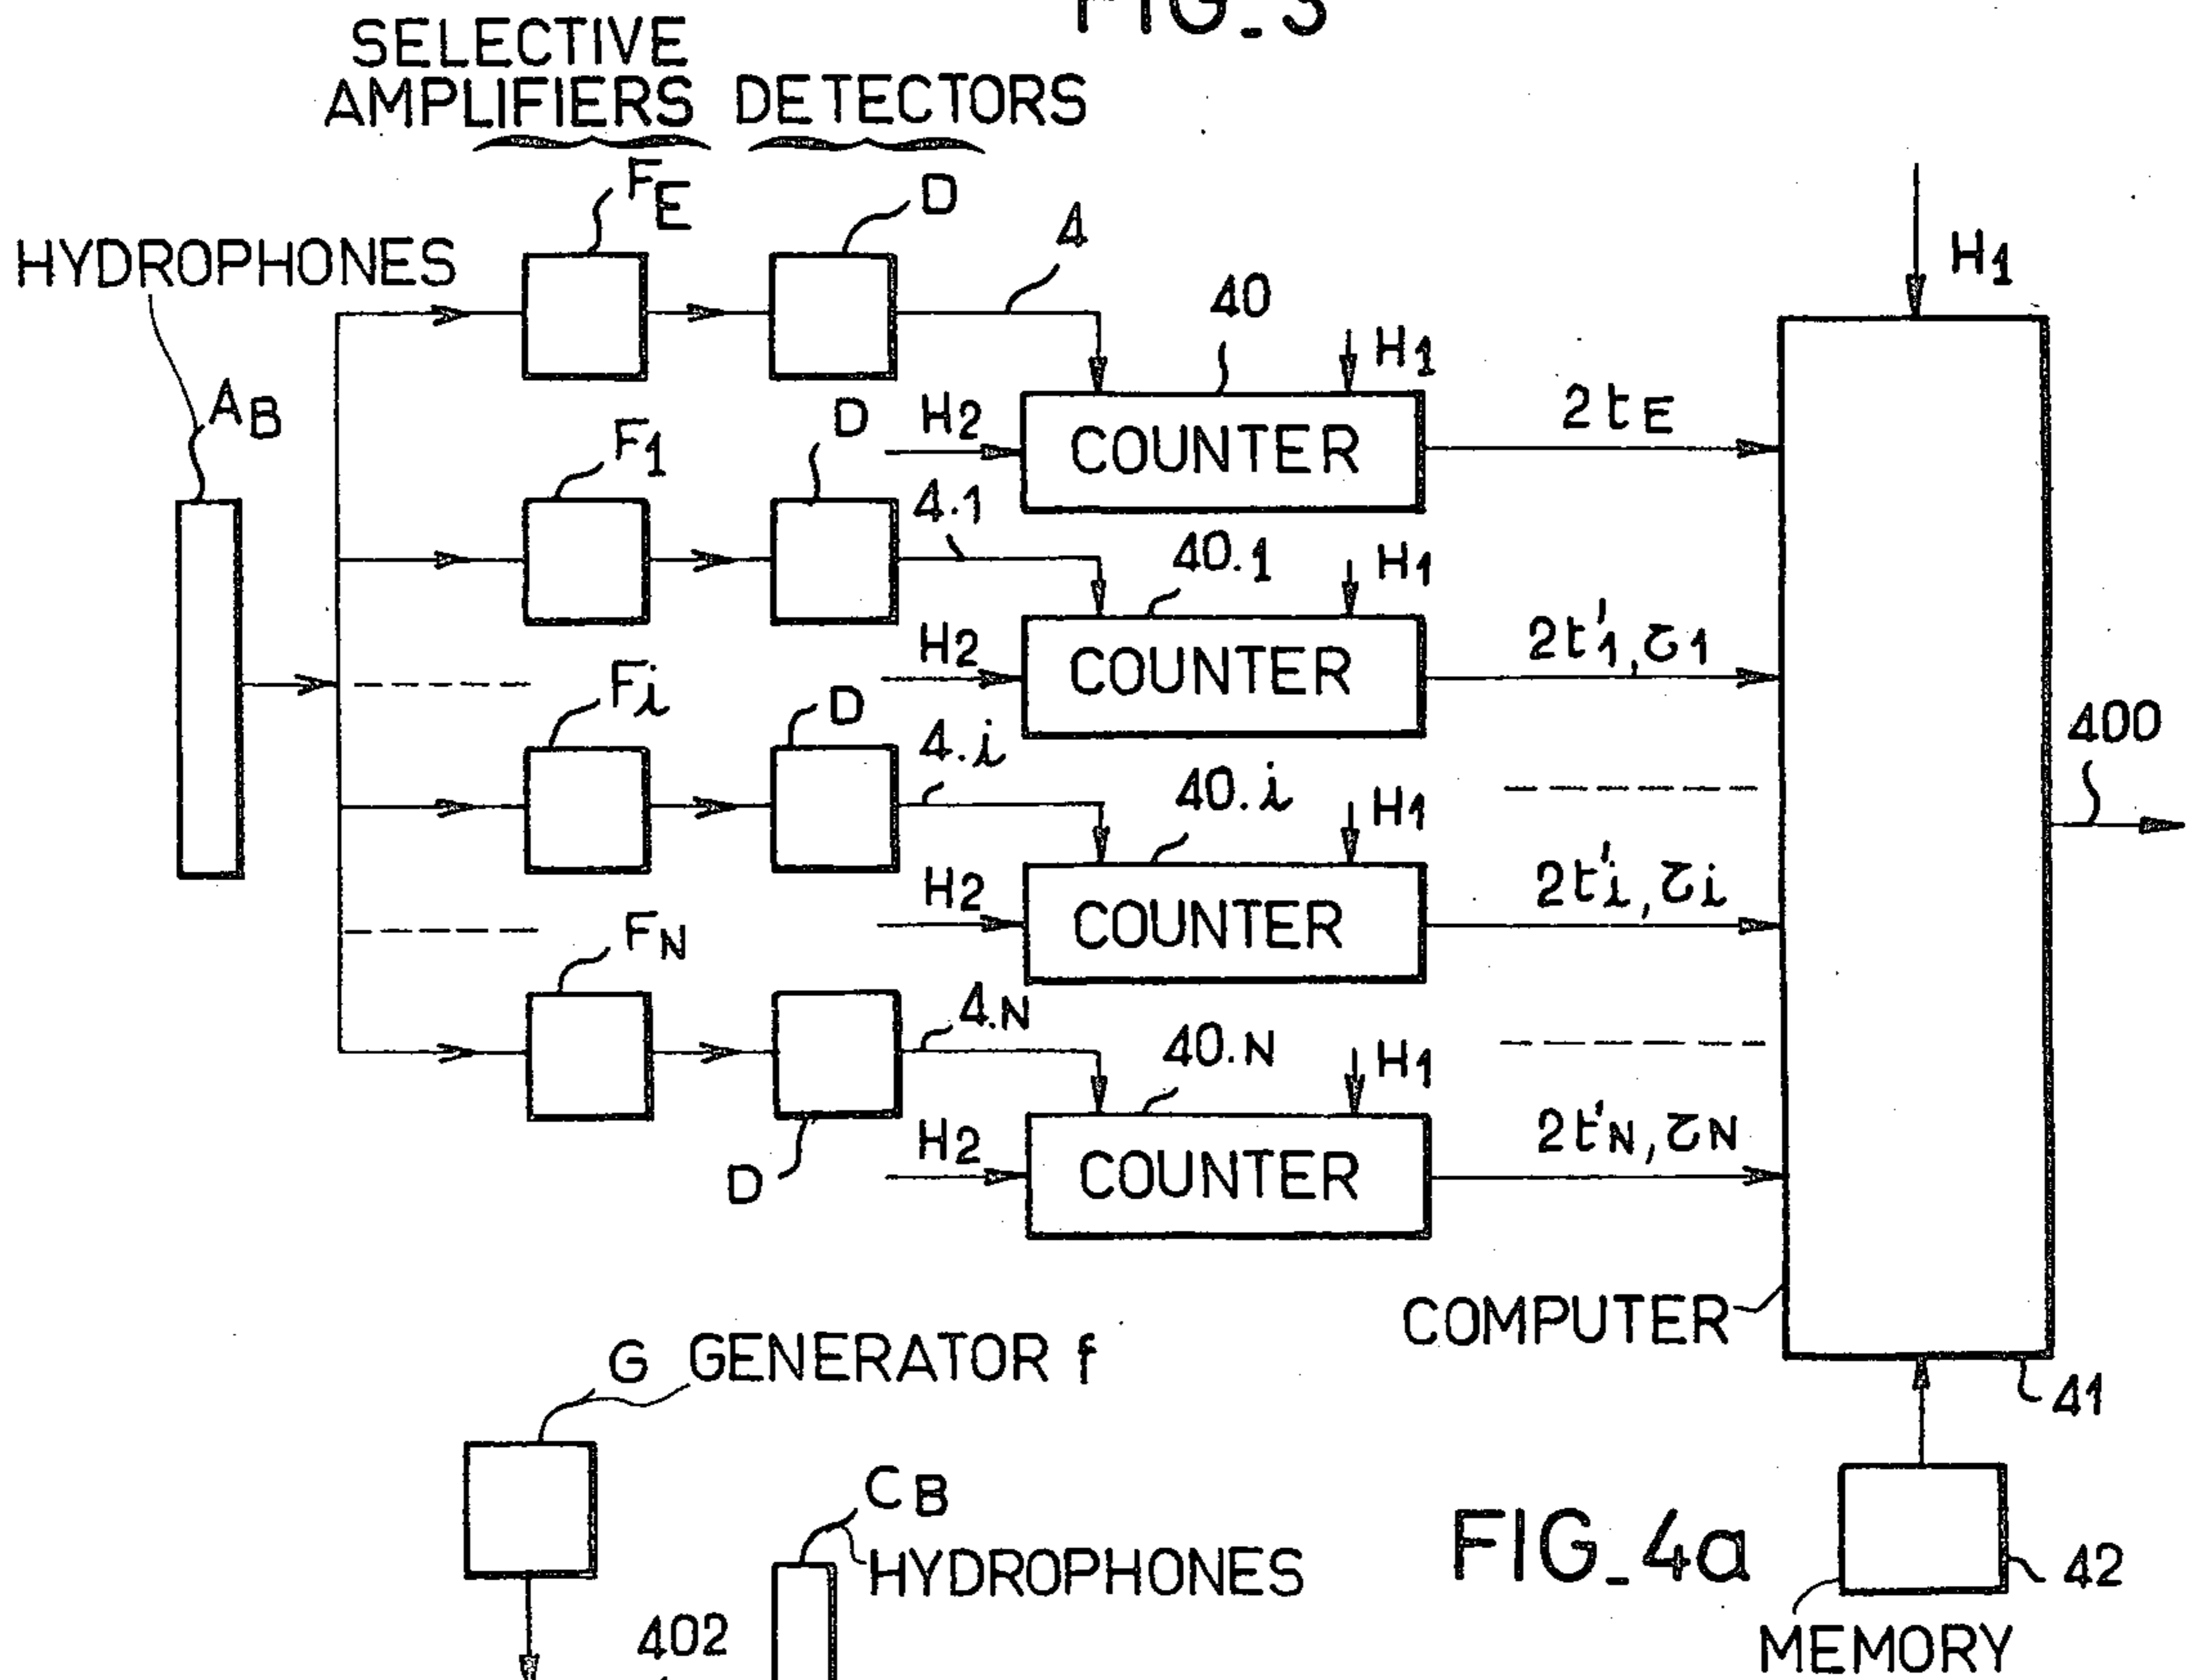 FIG_3
SELECTIVE
AMPLIFIERS DETECTORS
FE
D
4
HYDROPHONES
H1
40
H1
AB
F1
D
H2
COUNTER
2tE
4.1
40.1
H1
H2
COUNTER
2t'1, τ1
Fi
D
4.i
40.i
H1
400
H2
COUNTER
2t'i, τi
FN
4.N
40.N
H1
D
H2
COUNTER
2t'N, τN
COMPUTER
41
G GENERATOR f
CB
HYDROPHONES
FIG_4a
42
402
MEMORY